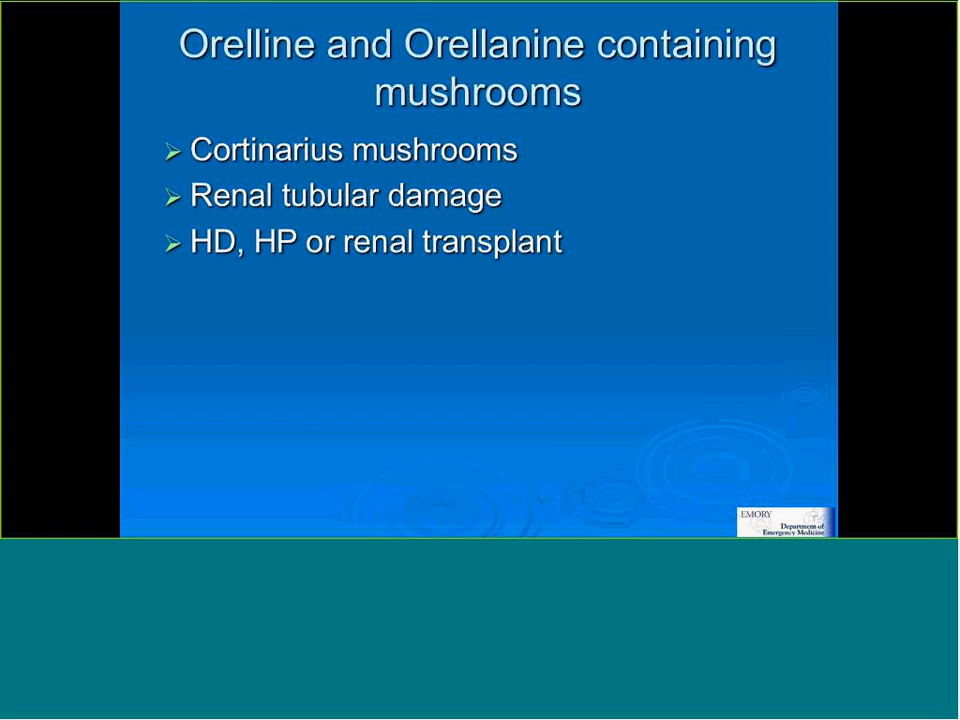 Orelline and Orellanine containing
mushrooms
Cortinarius mushrooms
Renal tubular damage
HD, HP or renal transplant
EMORY
Department of
Emergency Medicine